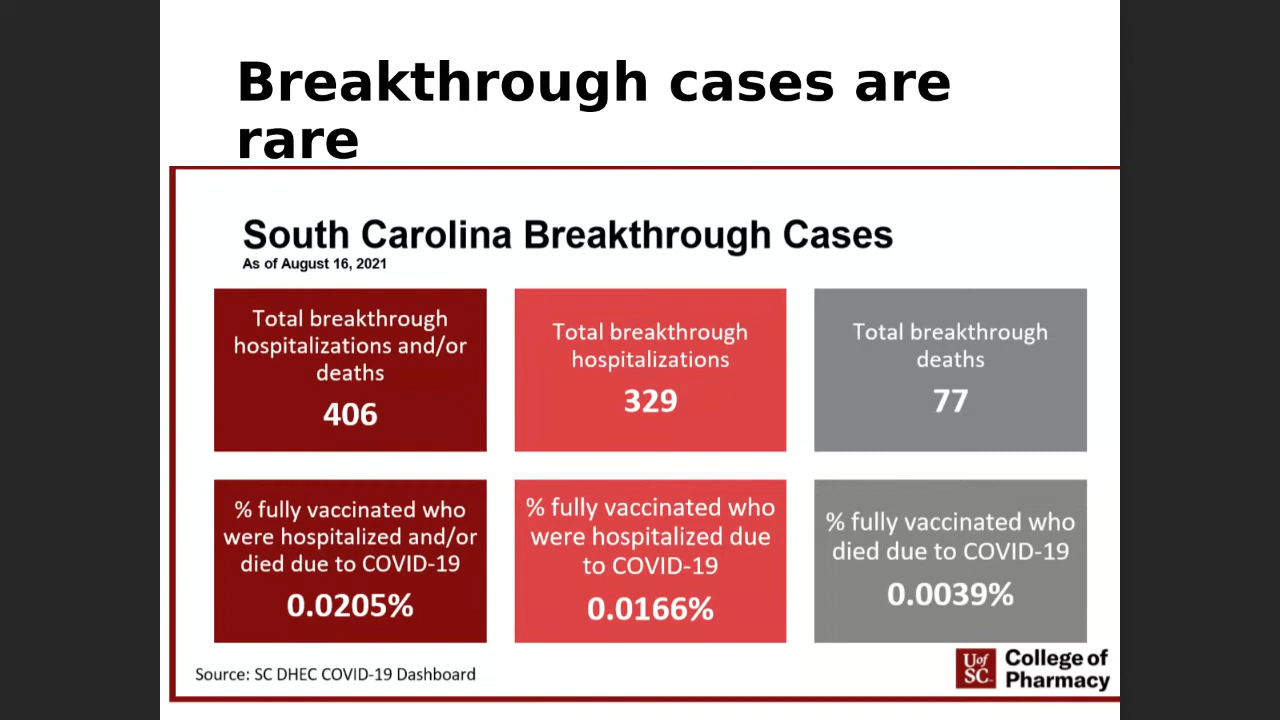 Breakthrough cases are
rare
South Carolina Breakthrough Cases
As of August 16, 2021
Total breakthrough
hospitalizations and/or
deaths
406
Total breakthrough
hospitalizations
329
Total breakthrough
deaths
77
% fully vaccinated who
were hospitalized and/or
died due to COVID-19
0.0205%
% fully vaccinated who
were hospitalized due
to COVID-19
0.0166%
% fully vaccinated who
died due to COVID-19
0.0039%
Source: SC DHEC COVID-19 Dashboard
UofSC
College of
Pharmacy